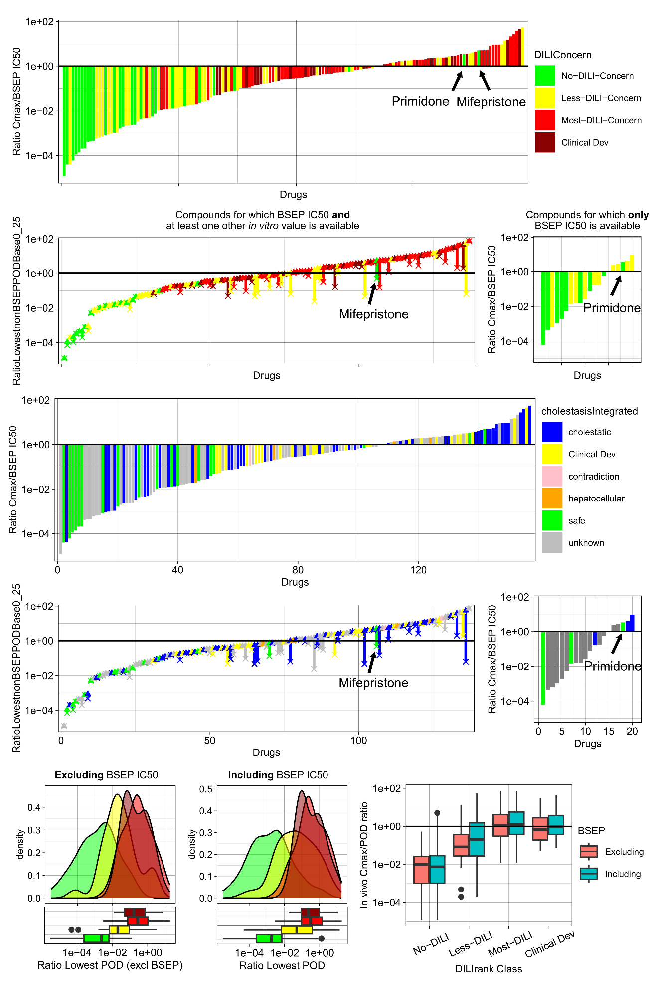 1e+02
1e+00
1e−02
1e−04
Ratio Cmax/BSEP IC50
Primidone
Mifepristone
Drugs
DILIConcern
No−DILI−Concern
Less−DILI−Concern
Most−DILI−Concern
Clinical Dev
Compounds for which BSEP IC50 and
at least one other in vitro value is available
RatioLowestnonBSEPPODBase0_25
1e+02
1e+00
1e−02
1e−04
Mifepristone
Drugs
Compounds for which only
BSEP IC50 is available
Ratio Cmax/BSEP IC50
1e+02
1e+00
1e−02
1e−04
Primidone
Drugs
Ratio Cmax/BSEP IC50
1e+02
1e+00
1e−02
1e−04
0
40
80
120
Drugs
cholestasisIntegrated
cholestatic
Clinical Dev
contradiction
hepatocellular
safe
unknown
RatioLowestnonBSEPPODBase0_25
1e+02
1e+00
1e−02
1e−04
Mifepristone
0
50
100
Drugs
Ratio Cmax/BSEP IC50
1e+02
1e+00
1e−02
1e−04
Primidone
0
5
10
15
20
Drugs
Excluding BSEP IC50
density
0.4
0.3
0.2
0.1
0.0
1e−04
1e−02
1e+00
Ratio Lowest POD (excl BSEP)
Including BSEP IC50
density
0.5
0.4
0.3
0.2
0.1
0.0
1e−04
1e−02
1e+00
Ratio Lowest POD
In vivo Cmax/POD ratio
1e+02
1e+00
1e−02
1e−04
No−DILI
Less−DILI
Most−DILI
Clinical Dev
DILIrank Class
BSEP
Excluding
Including